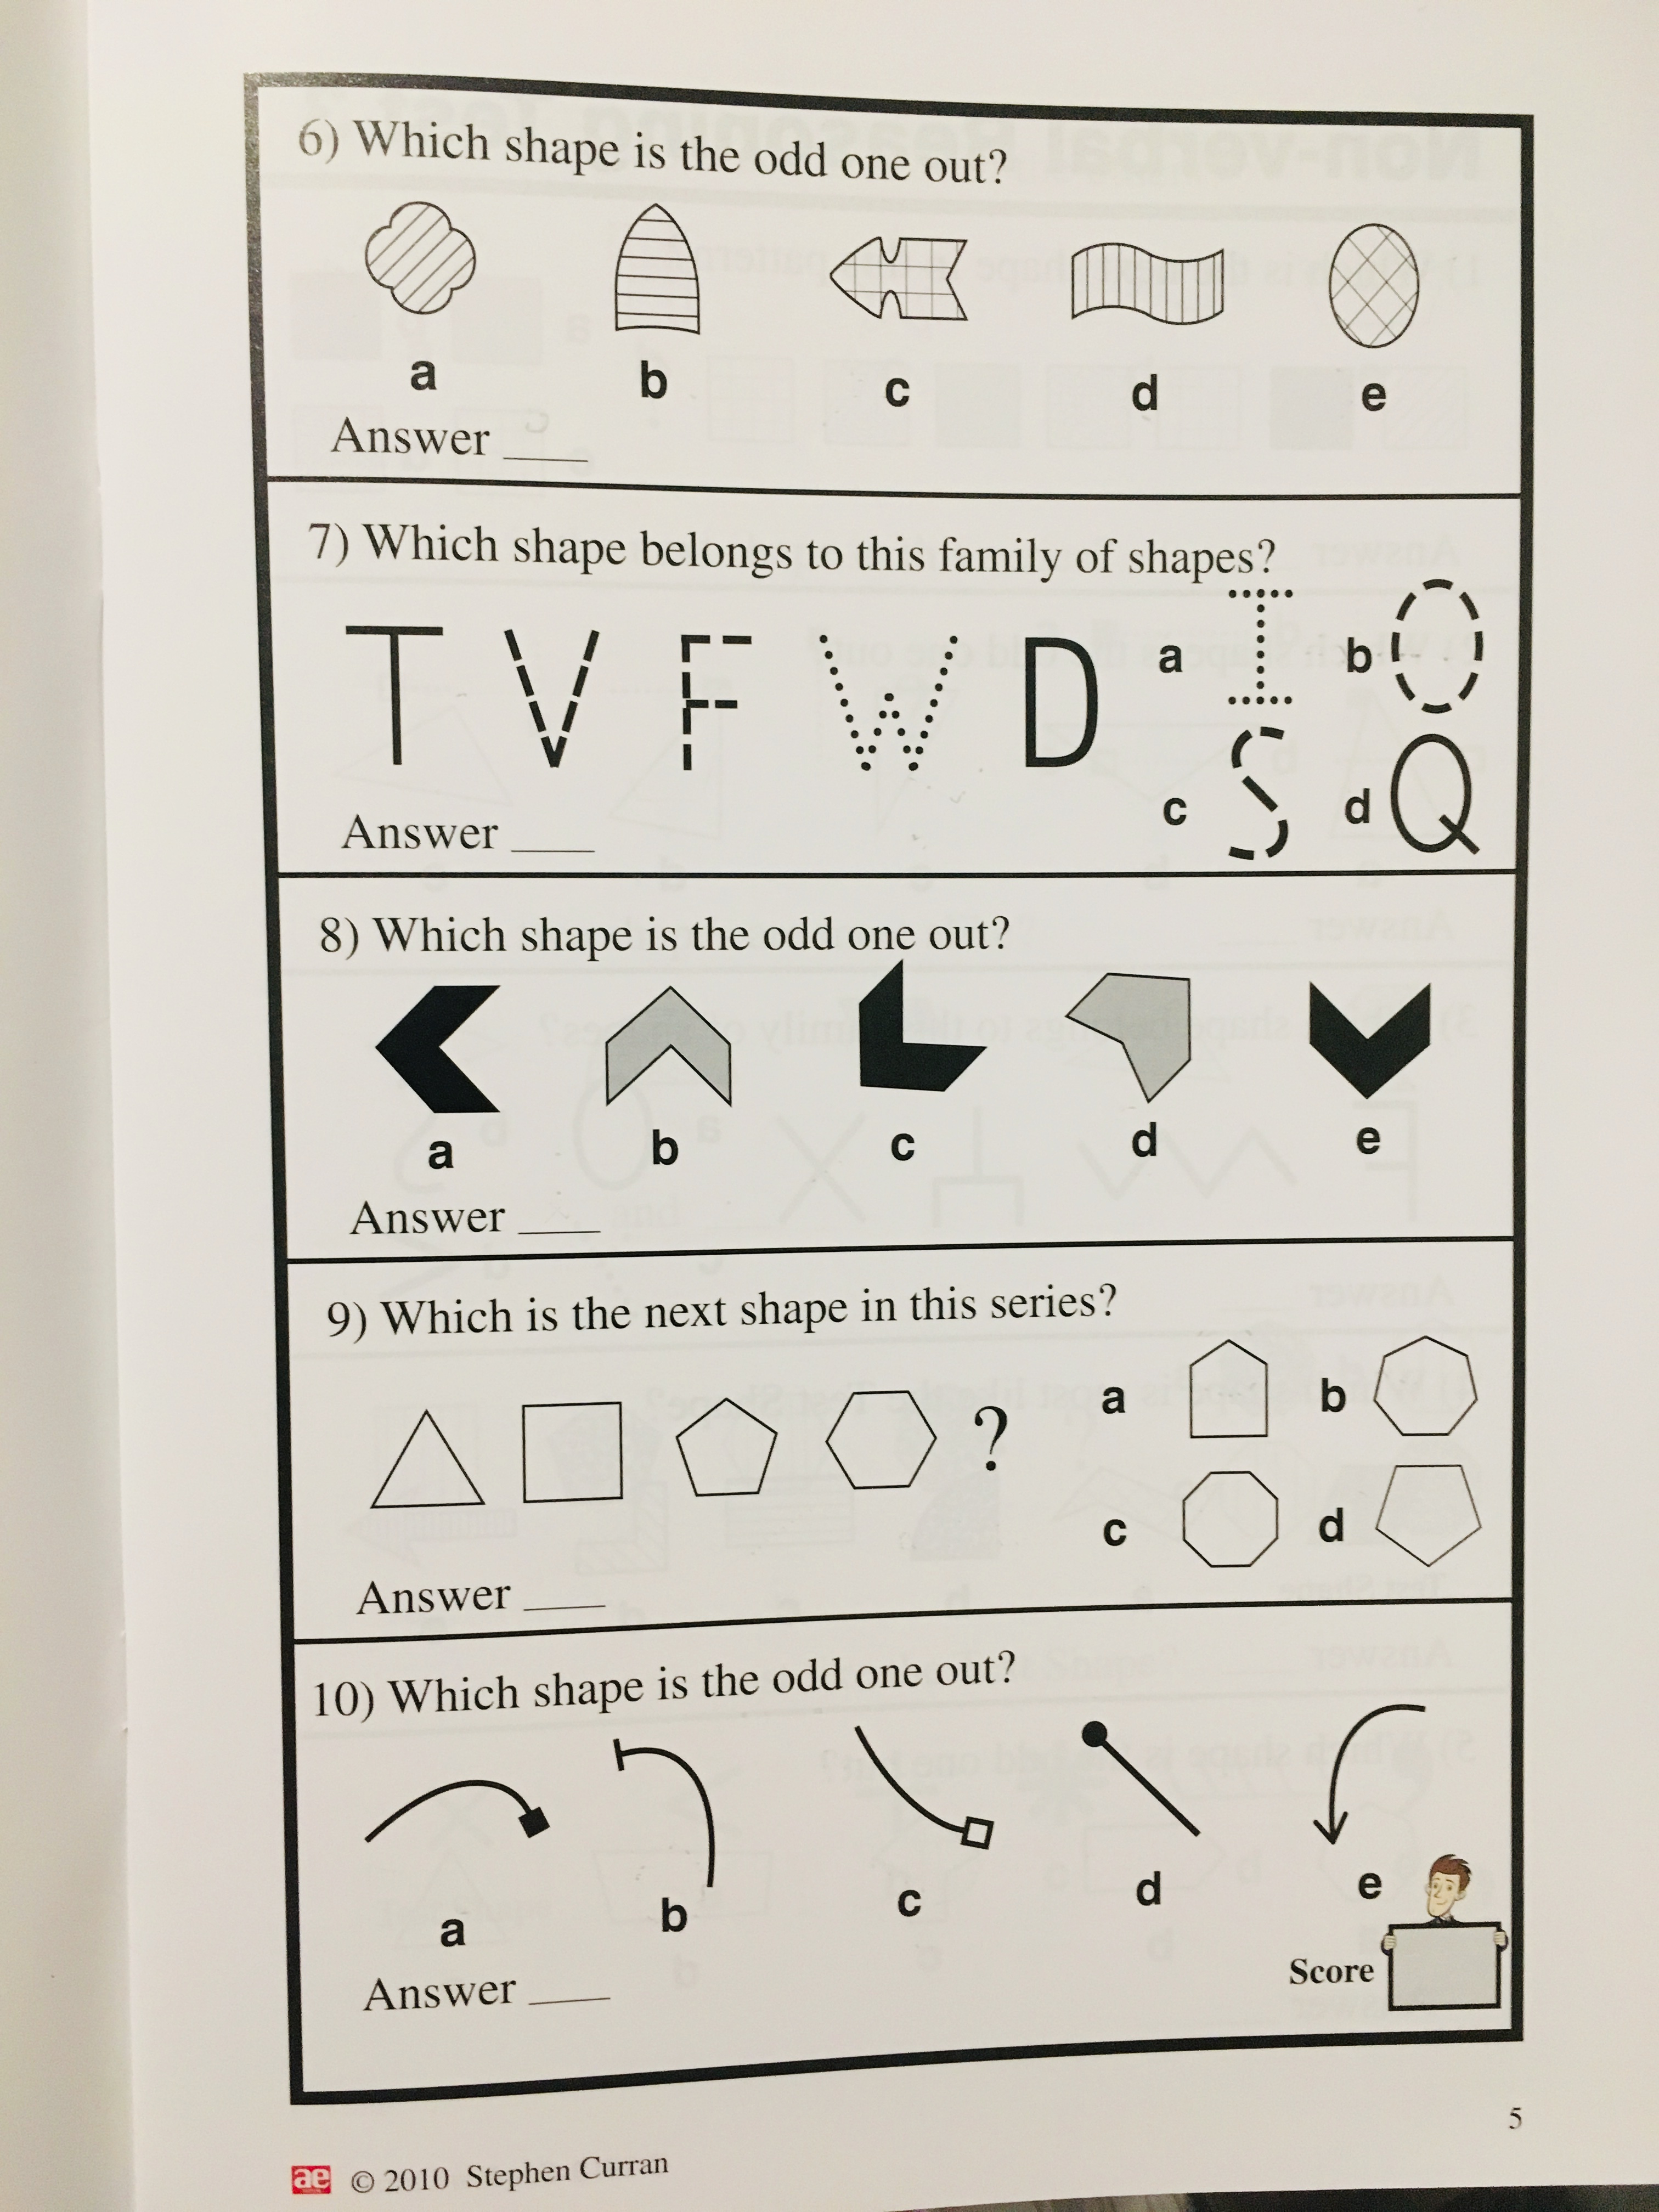 6) Which shape is the odd one out?
a b c d e
Answer ____
7) Which shape belongs to this family of shapes?
T V F W D a I b O
c S d Q
Answer ____
8) Which shape is the odd one out?
a b c d e
Answer ____
9) Which is the next shape in this series?
? a b
c d
Answer ____
10) Which shape is the odd one out?
a b c d e
Answer ____
Score
5
ae © 2010 Stephen Curran